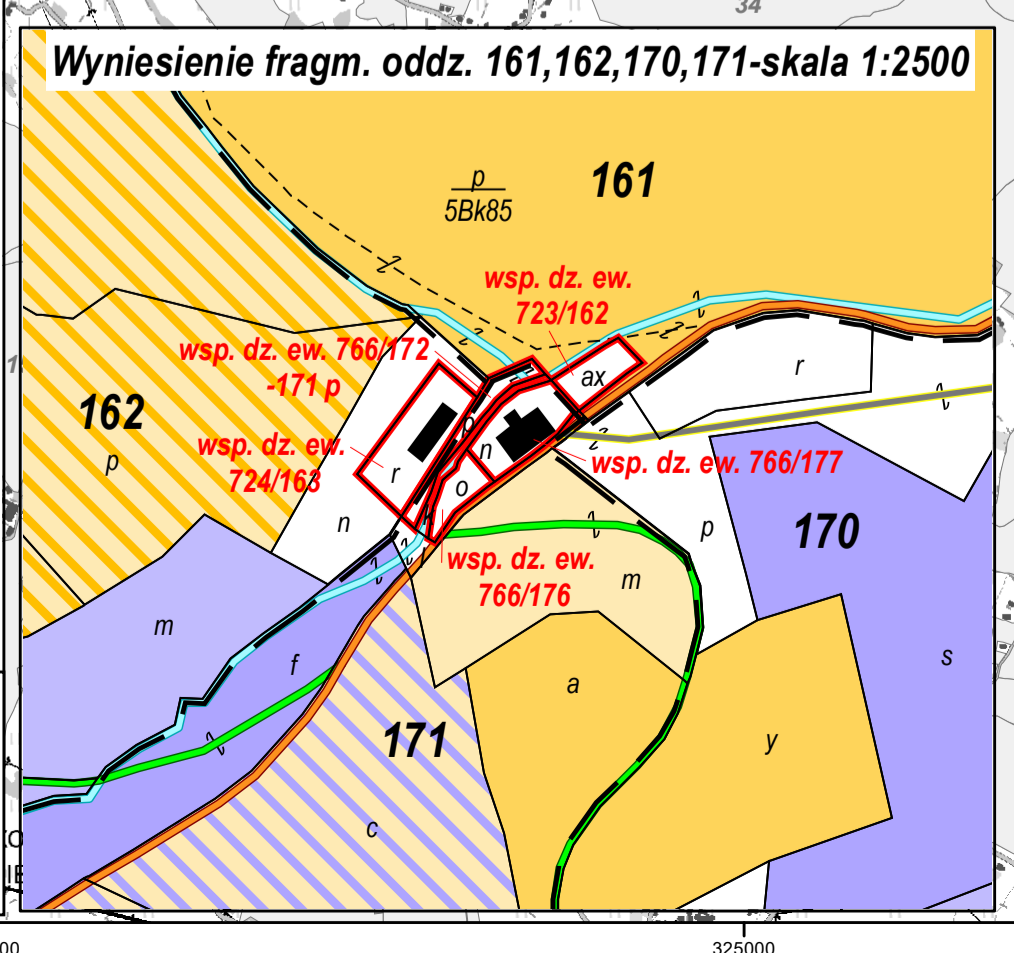 34
Wyniesienie fragm. oddz. 161,162,170,171-skala 1:2500
p
5Bk85
161
wsp. dz. ew.
723/162
wsp. dz. ew. 766/172
-171 p
ax
r
162
p
wsp. dz. ew.
724/163
r
p
n
o
wsp. dz. ew. 766/177
n
p
170
wsp. dz. ew.
766/176
m
m
f
a
s
171
y
c
325000